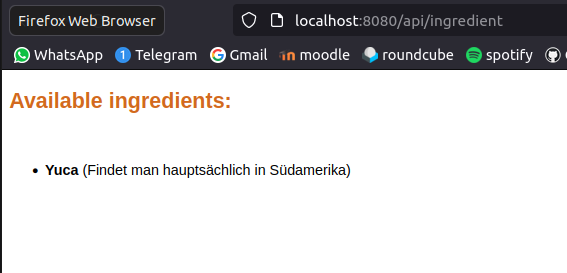 Firefox Web Browser
localhost:8080/api/ingredient
WhatsApp 1 Telegram G Gmail m moodle roundcube spotify
Available ingredients:
• Yuca (Findet man hauptsächlich in Südamerika)